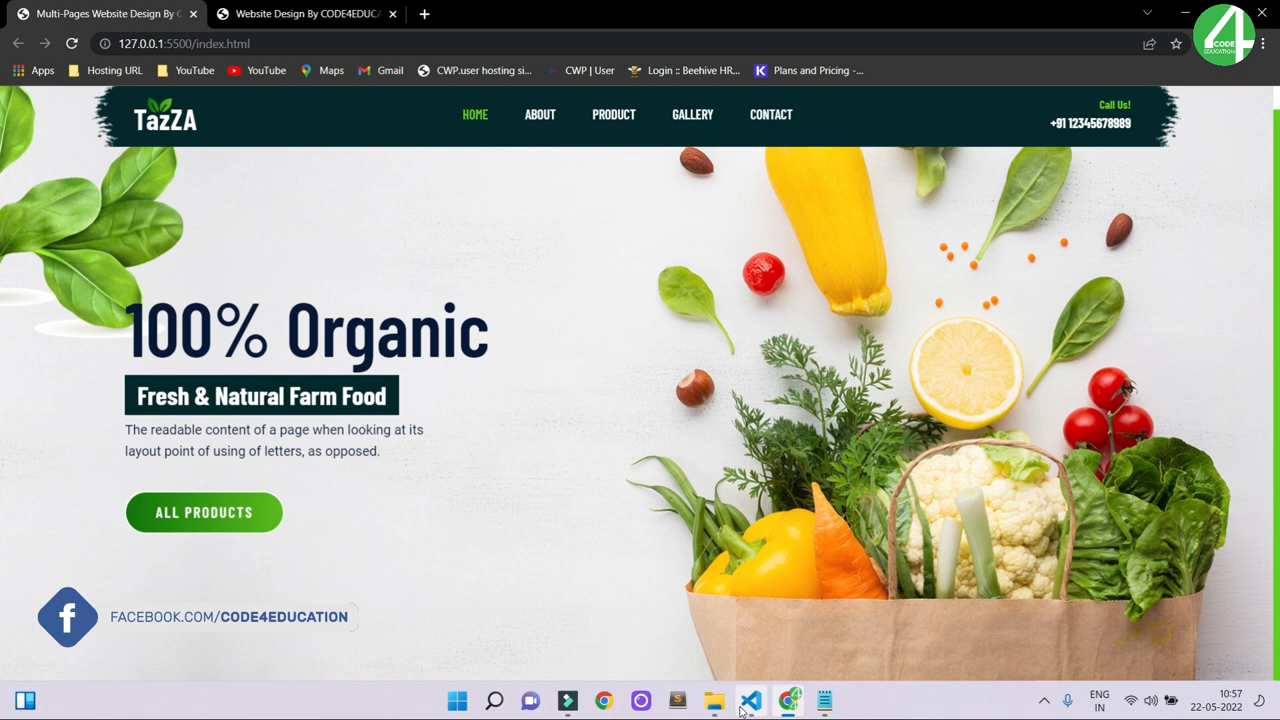 Multi-Pages Website Design By C
Website Design By CODE4EDUCA
127.0.0.1:5500/index.html
4
CODE
EDUCATION
Apps
Hosting URL
YouTube
YouTube
Maps
Gmail
CWP.user hosting si...
CWP | User
Login :: Beehive HR...
Plans and Pricing -...
TazZA
HOME
ABOUT
PRODUCT
GALLERY
CONTACT
Call Us!
+91 12345678989
100% Organic
Fresh & Natural Farm Food
The readable content of a page when looking at its
layout point of using of letters, as opposed.
ALL PRODUCTS
FACEBOOK.COM/CODE4EDUCATION
ENG
IN
10:57
22-05-2022